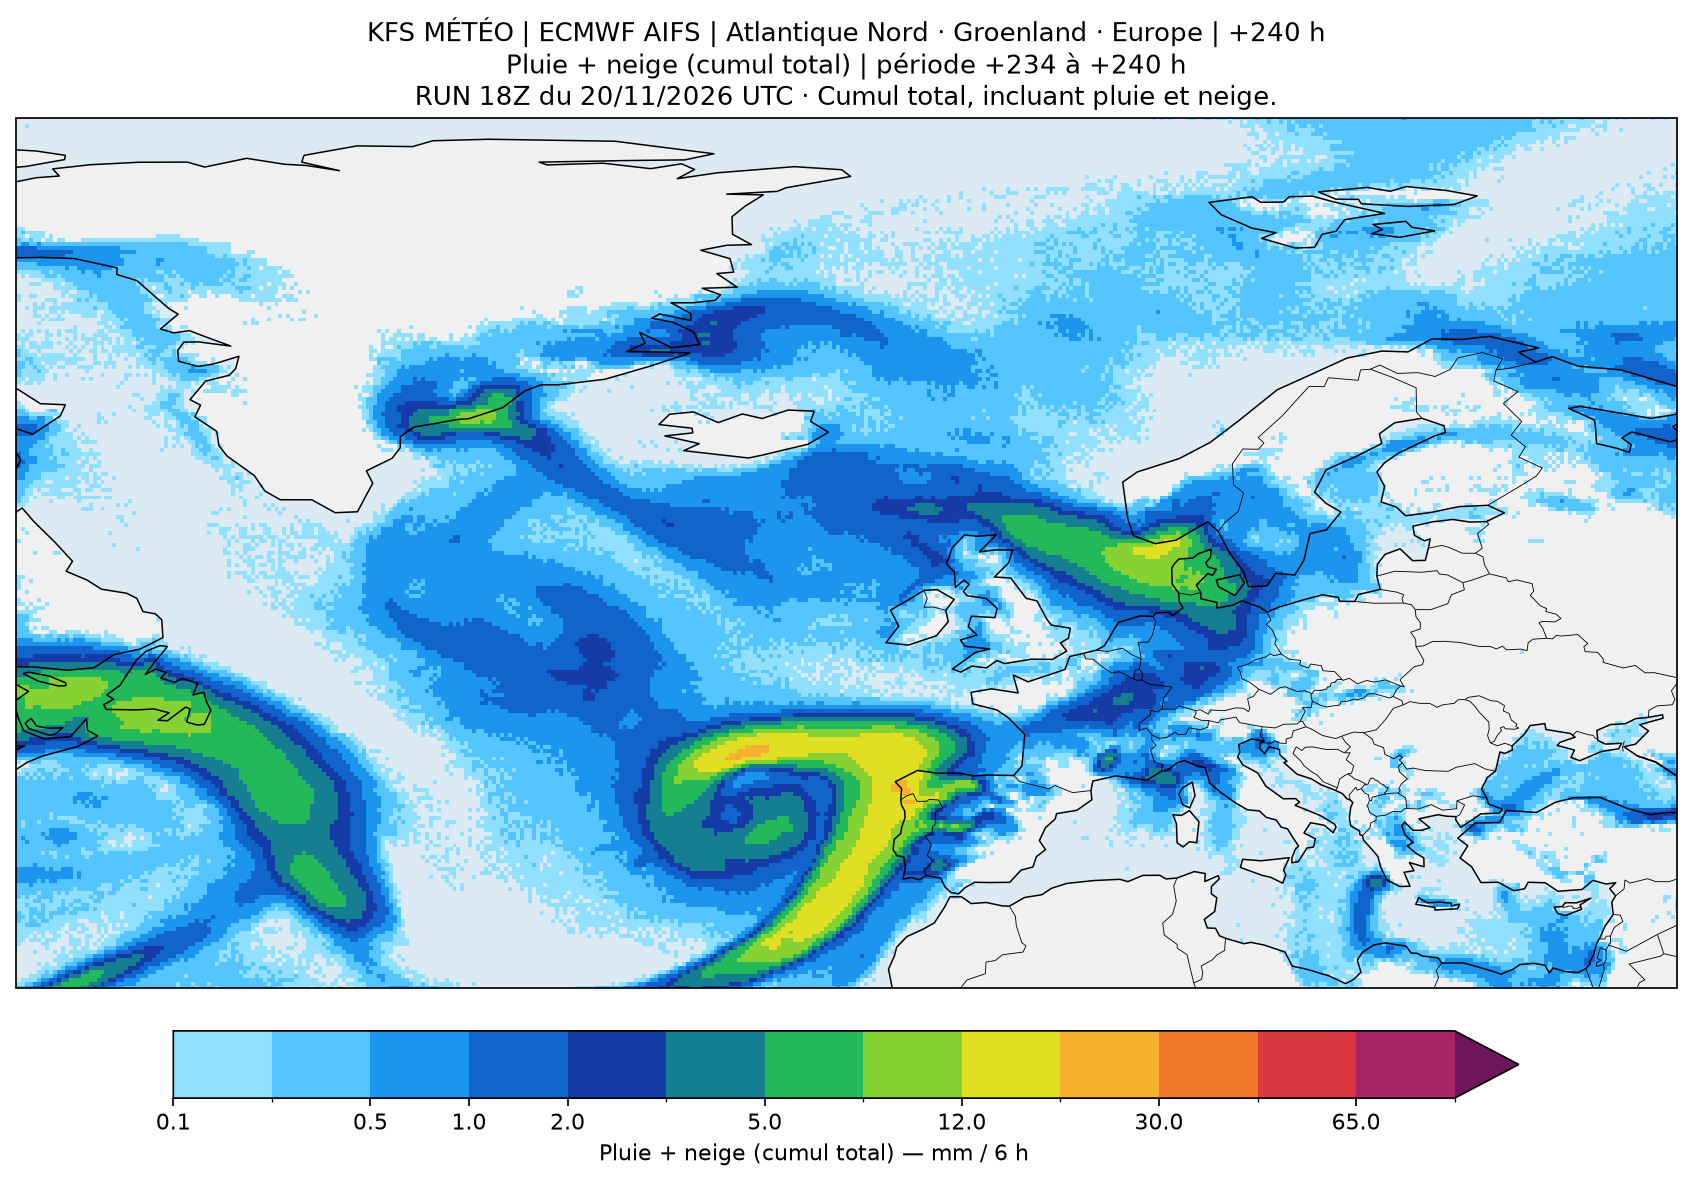 KFS MÉTÉO | ECMWF AIFS | Atlantique Nord · Groenland · Europe | +240 h
Pluie + neige (cumul total) | période +234 à +240 h
RUN 18Z du 20/11/2026 UTC · Cumul total, incluant pluie et neige.
0.1 0.5 1.0 2.0 5.0 12.0 30.0 65.0
Pluie + neige (cumul total) — mm / 6 h